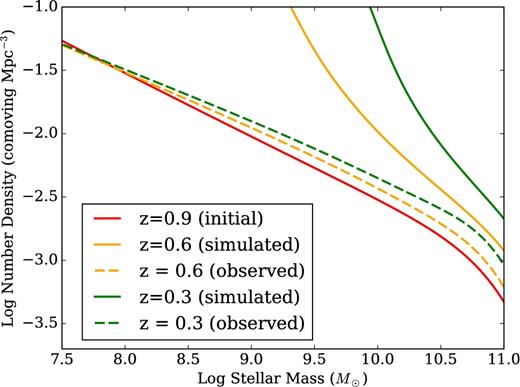 −1.0
−1.5
−2.0
−2.5
−3.0
−3.5
Log Number Density (comoving Mpc⁻³)
z=0.9 (initial)
z=0.6 (simulated)
z = 0.6 (observed)
z=0.3 (simulated)
z = 0.3 (observed)
7.5 8.0 8.5 9.0 9.5 10.0 10.5 11.0
Log Stellar Mass (M☉)